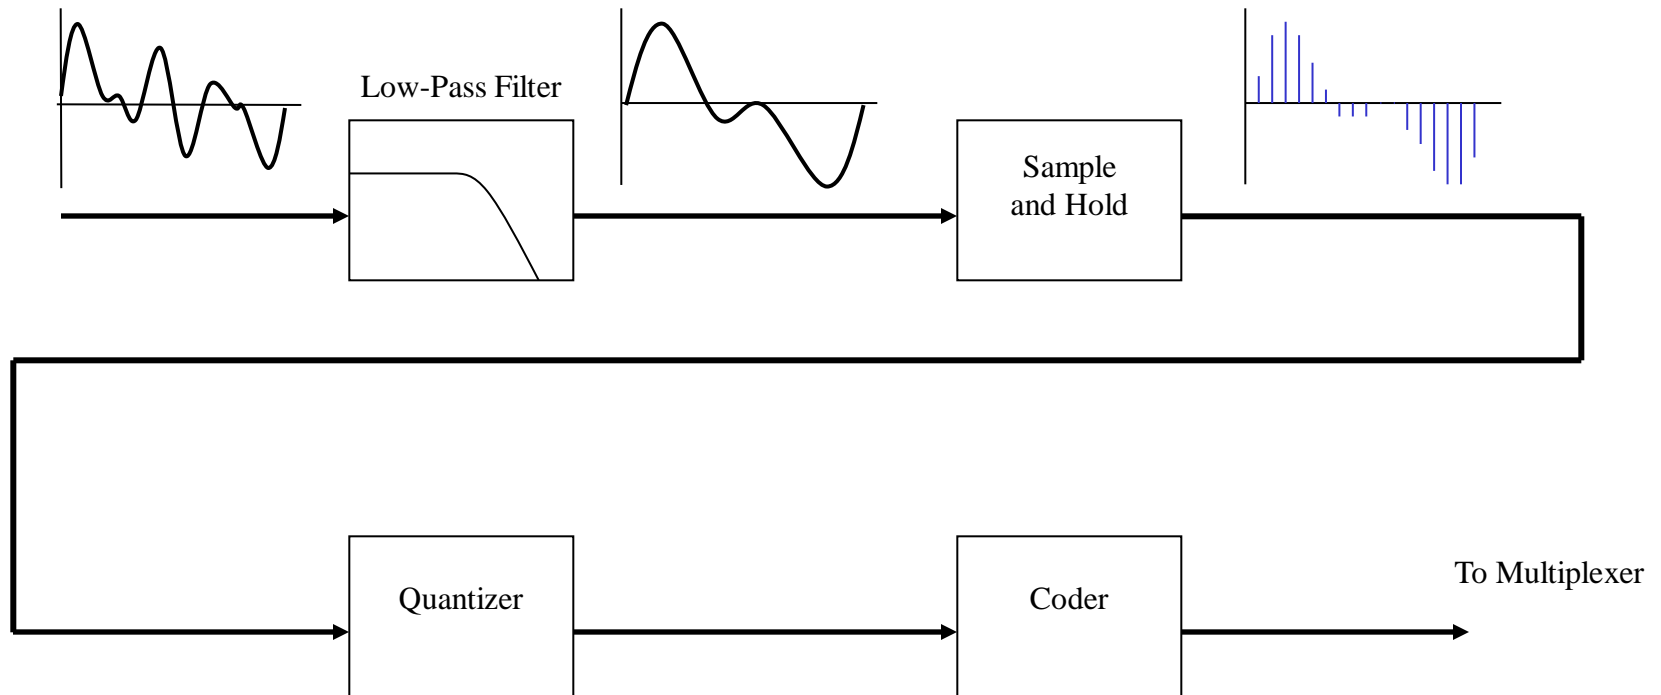 Low-Pass Filter
Sample
and Hold
To Multiplexer
Quantizer
Coder